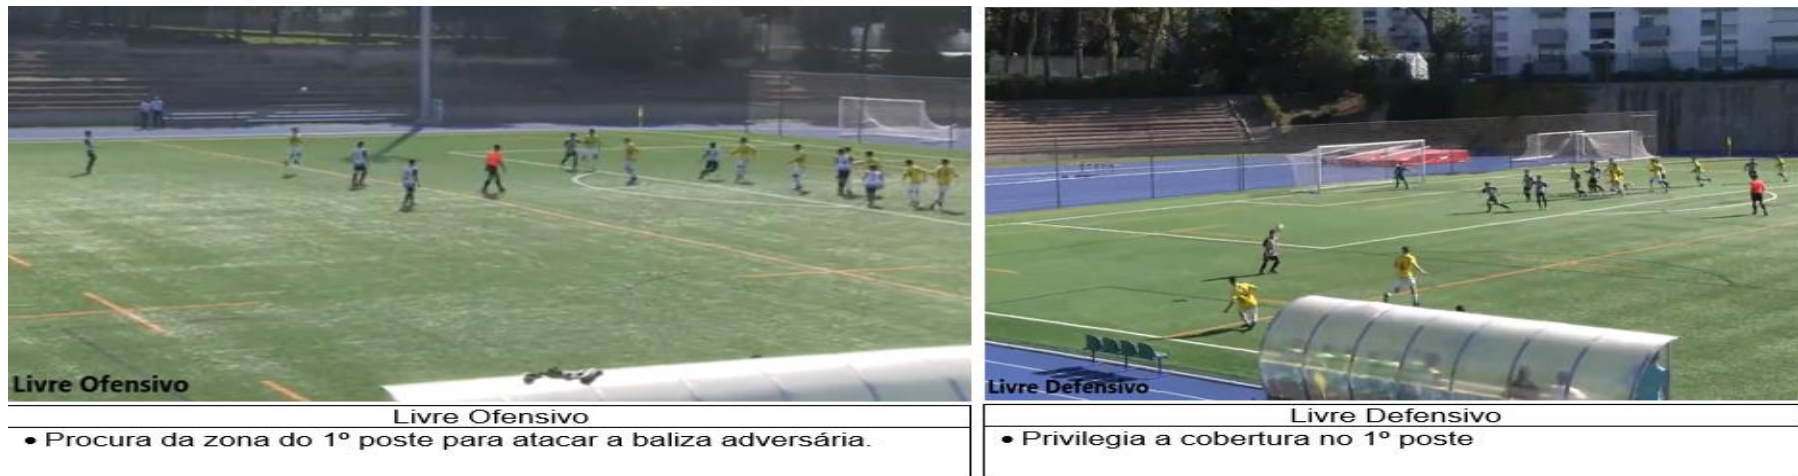 Livre Ofensivo
Livre Ofensivo
• Procura da zona do 1º poste para atacar a baliza adversária.
Livre Defensivo
Livre Defensivo
• Privilegia a cobertura no 1º poste